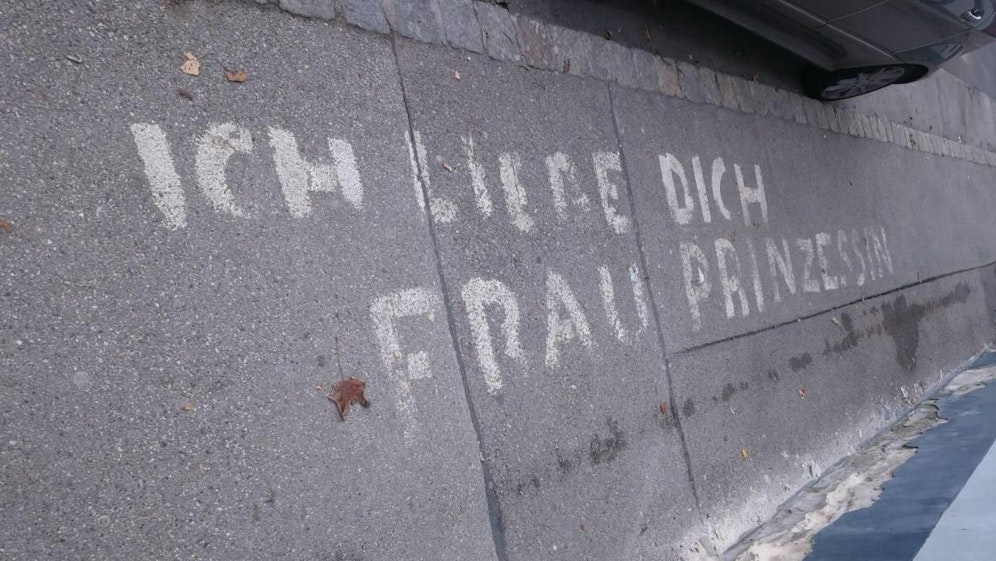 ICH LIEBE DICH
FRAU PRINZESSIN